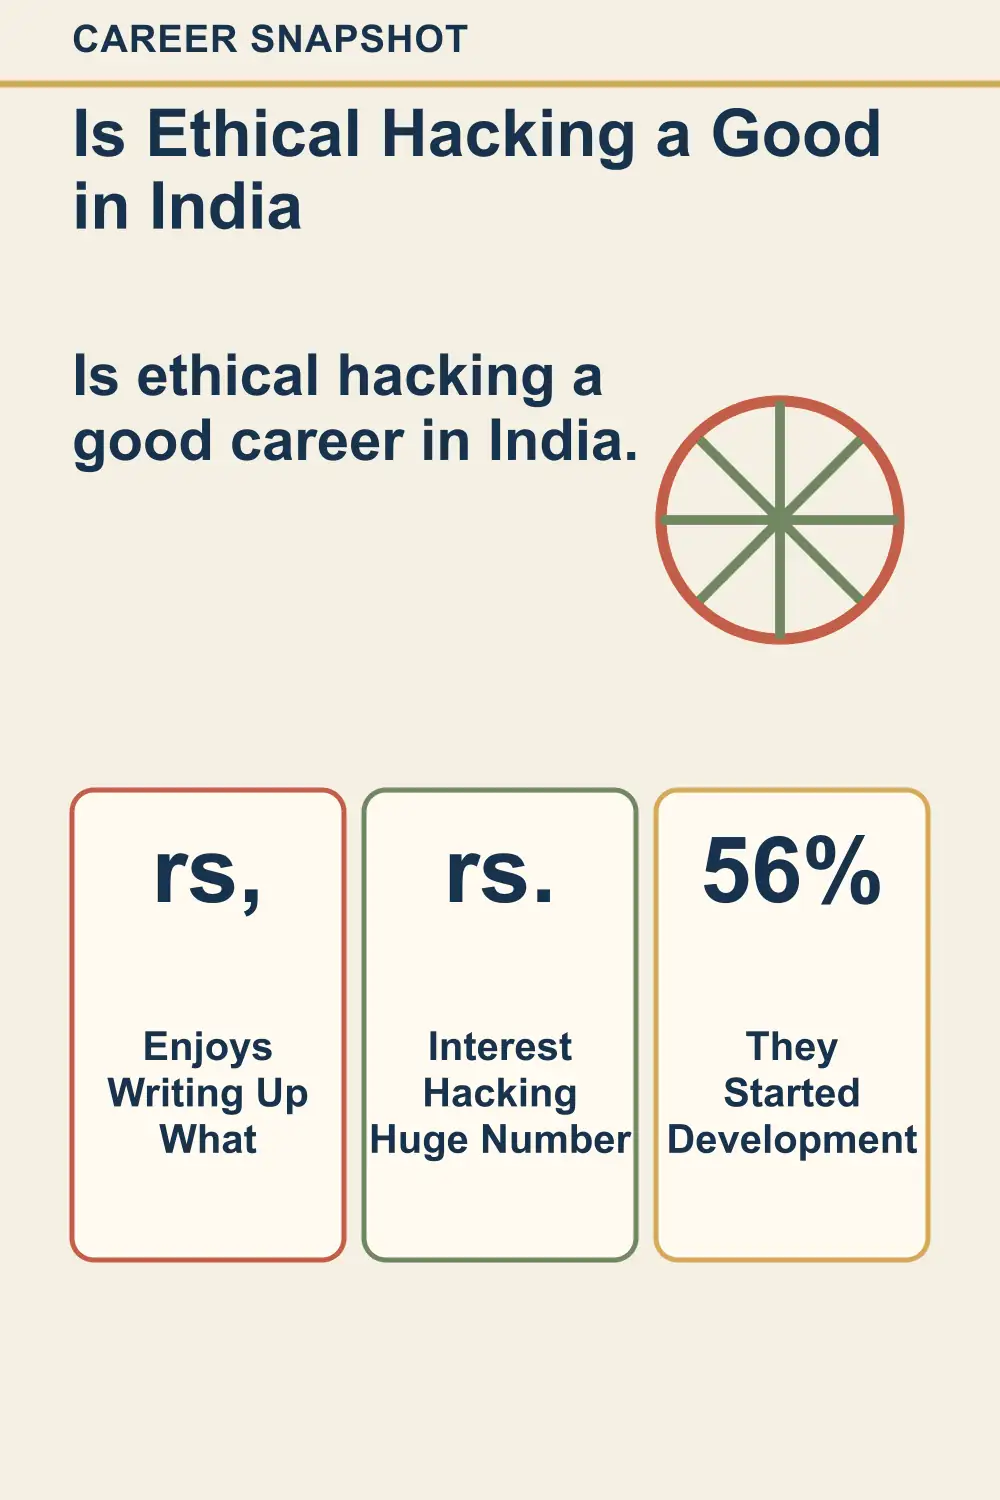 CAREER SNAPSHOT
Is Ethical Hacking a Good
in India
Is ethical hacking a
good career in India.
rs,
Enjoys
Writing Up
What
rs.
Interest
Hacking
Huge Number
56%
They
Started
Development